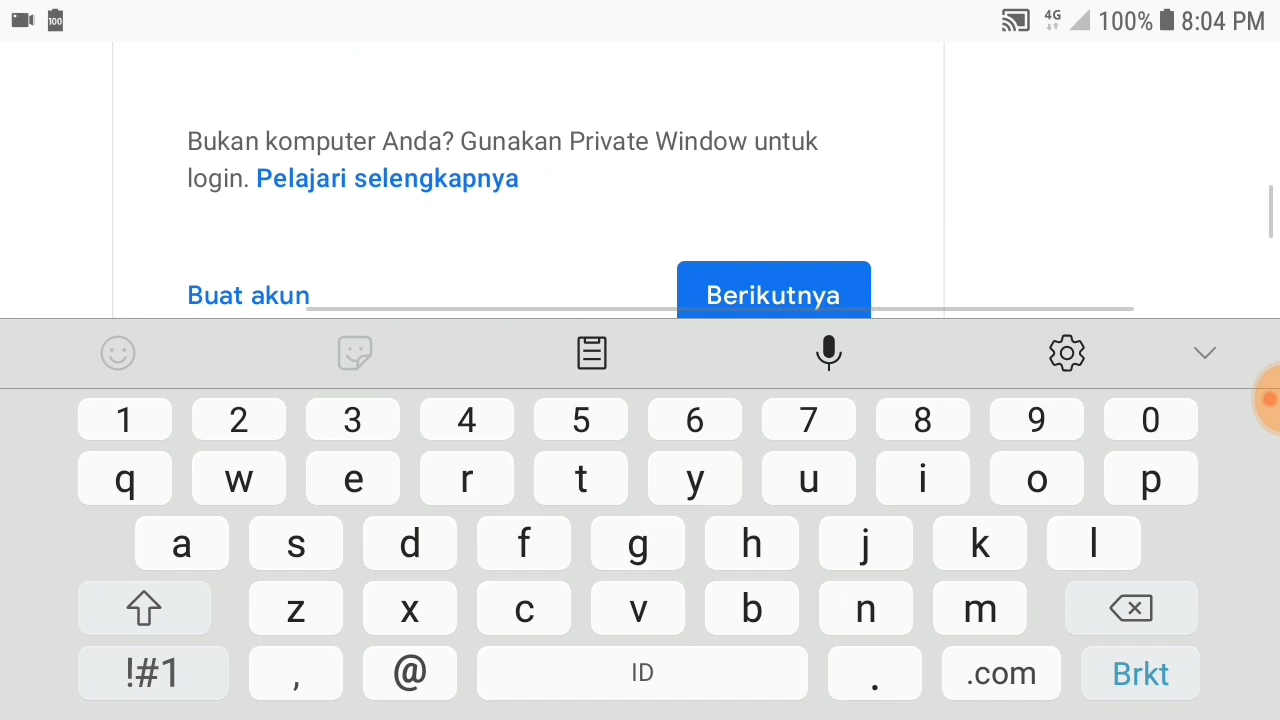 100 4G 100% 8:04 PM
Bukan komputer Anda? Gunakan Private Window untuk
login. Pelajari selengkapnya
Buat akun Berikutnya
1 2 3 4 5 6 7 8 9 0
q w e r t y u i o p
a s d f g h j k l
z x c v b n m
!#1 , @ ID . .com Brkt